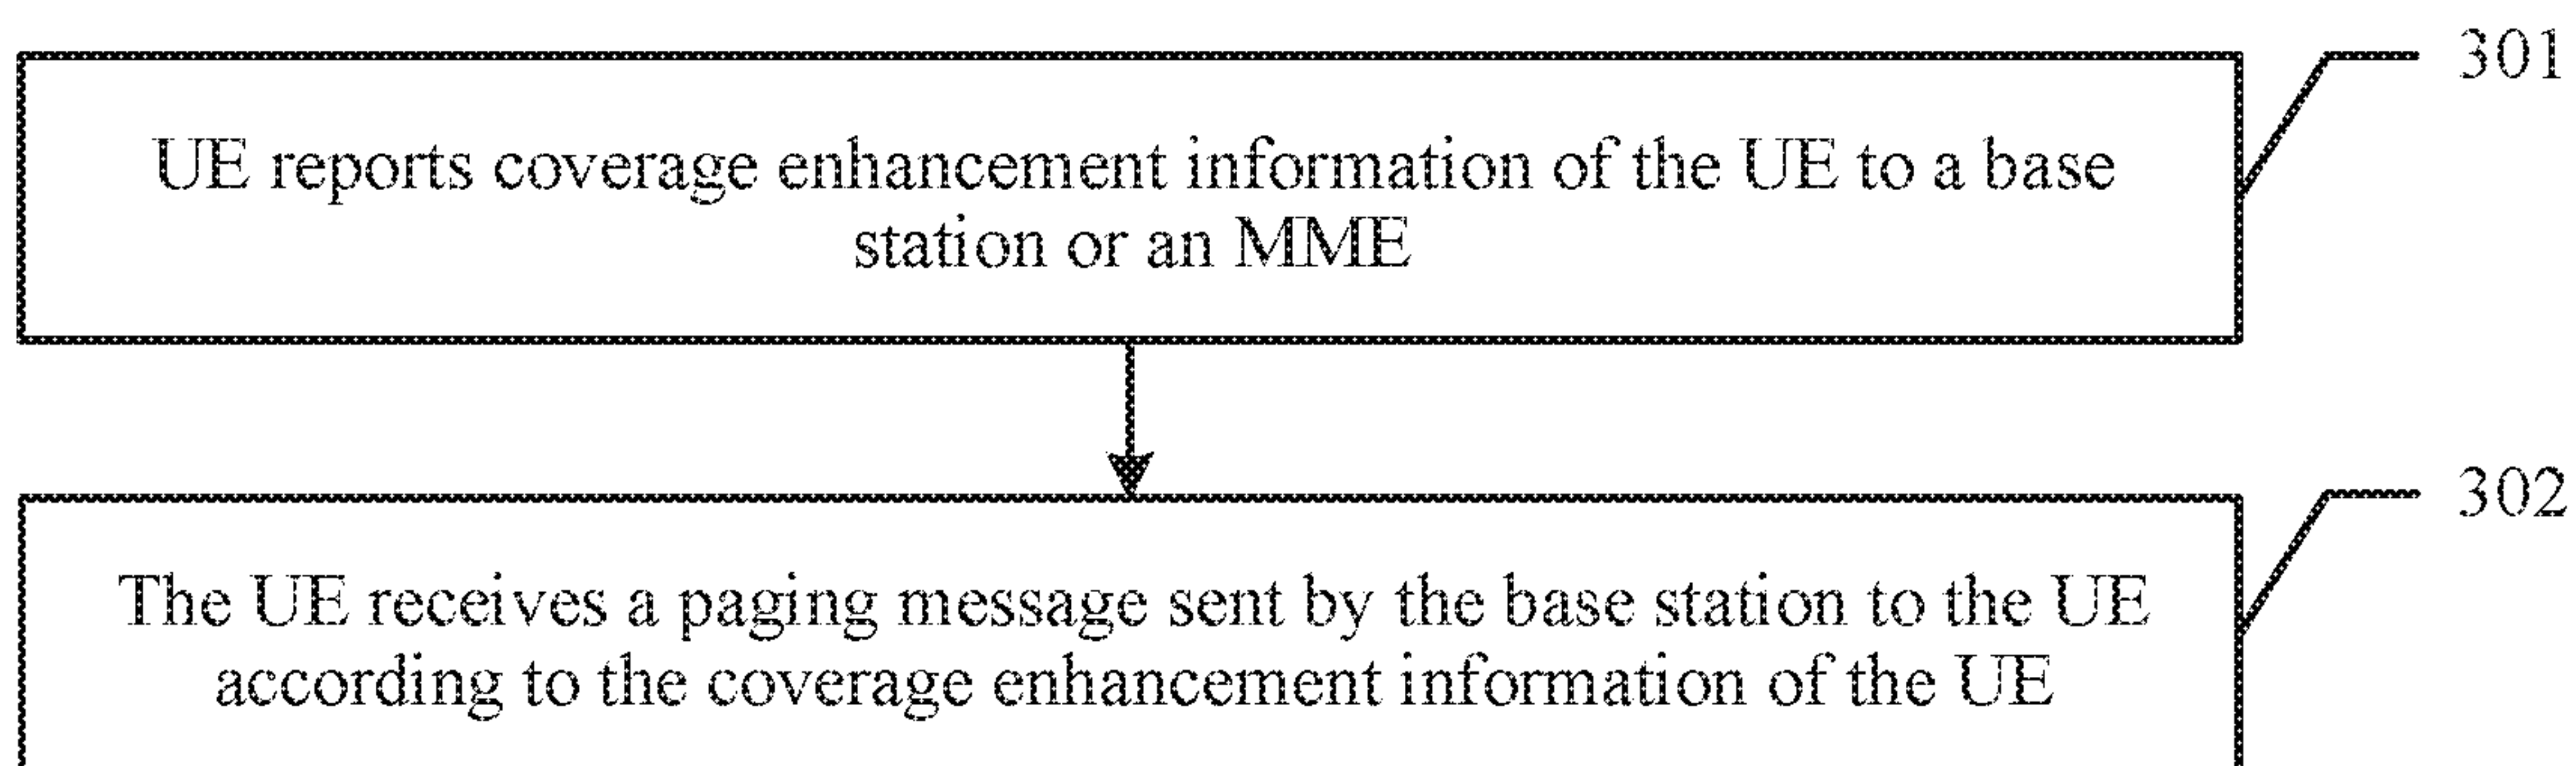 301
UE reports coverage enhancement information of the UE to a base
station or an MME
302
The UE receives a paging message sent by the base station to the UE
according to the coverage enhancement information of the UE